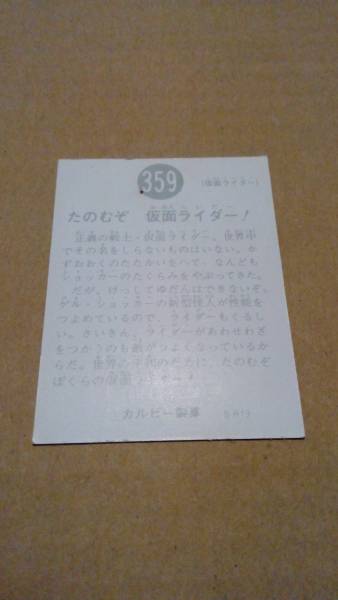 359
(仮面ライダー)
たのむぞ 仮面ライダー!
正義の戦士・仮面ライダー。世界中
でその名をしらないものはいない。か
ずおおくのたたかいをへて、なんども
ショッカーのたくらみをやぶってきた。
だが、けっしてゆだんはできないぞ。
ゲル・ショッカーの新型怪人が性能を
つよめているので、ライダーもくるし
い。さいきん、ライダーがあわせわざ
をつかうのも敵がつよくなっているか
らだ。世界の平和のために、たのむぞ
ぼくらの仮面ライダー!
カルビー製菓